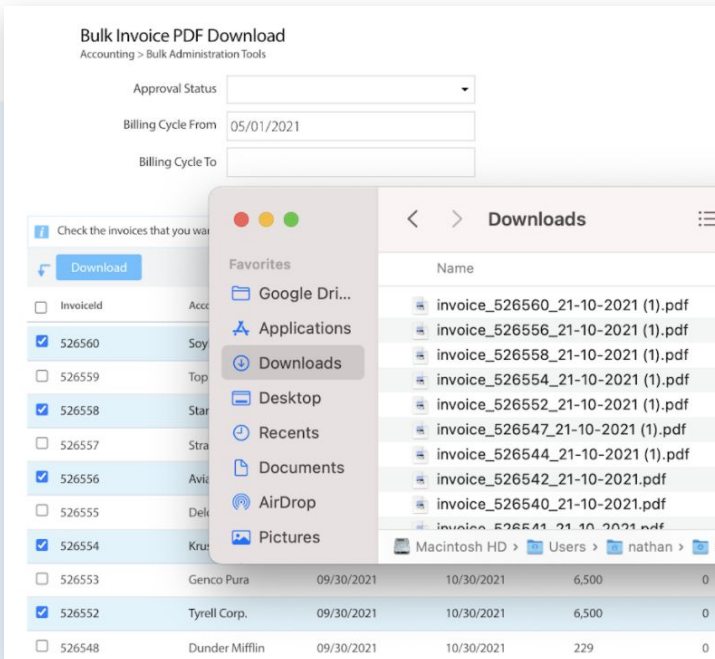 Bulk Invoice PDF Download
Accounting > Bulk Administration Tools
Approval Status
Billing Cycle From 05/01/2021
Billing Cycle To
Check the invoices that you wa
Download
InvoiceId Acc
526560 Soy
526559 Top
526558 Star
526557 Stra
526556 Avia
526555
526554 Krus
526553 Genco Pura 09/30/2021 10/30/2021 6,500 0
526552 Tyrell Corp. 09/30/2021 10/30/2021 6,500 0
526548 Dunder Mifflin 09/30/2021 10/30/2021 229 0
Downloads
Favorites
Google Dri...
Applications
Downloads
Desktop
Recents
Documents
AirDrop
Pictures
Name
invoice_526560_21-10-2021 (1).pdf
invoice_526556_21-10-2021 (1).pdf
invoice_526558_21-10-2021 (1).pdf
invoice_526554_21-10-2021 (1).pdf
invoice_526552_21-10-2021 (1).pdf
invoice_526547_21-10-2021 (1).pdf
invoice_526544_21-10-2021 (1).pdf
invoice_526542_21-10-2021.pdf
invoice_526540_21-10-2021.pdf
invoice_526541_21-10-2021.pdf
Macintosh HD > Users > nathan >